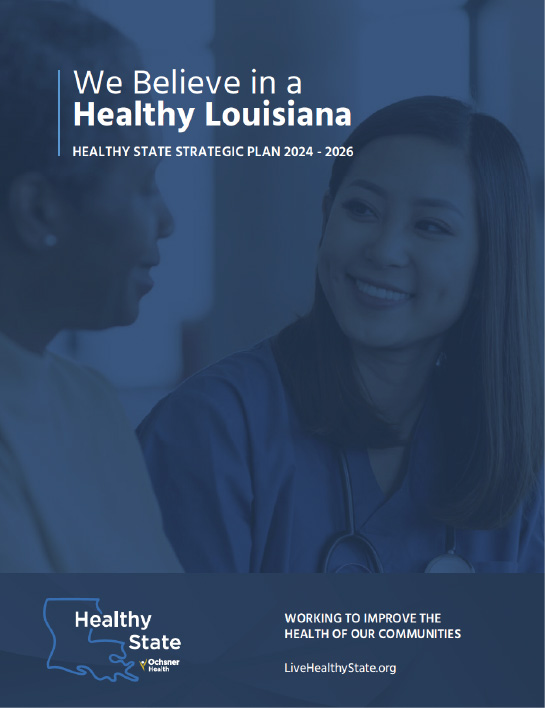 We Believe in a
Healthy Louisiana
HEALTHY STATE STRATEGIC PLAN 2024 - 2026
Healthy
State
Ochsner
Health
WORKING TO IMPROVE THE
HEALTH OF OUR COMMUNITIES
LiveHealthyState.org